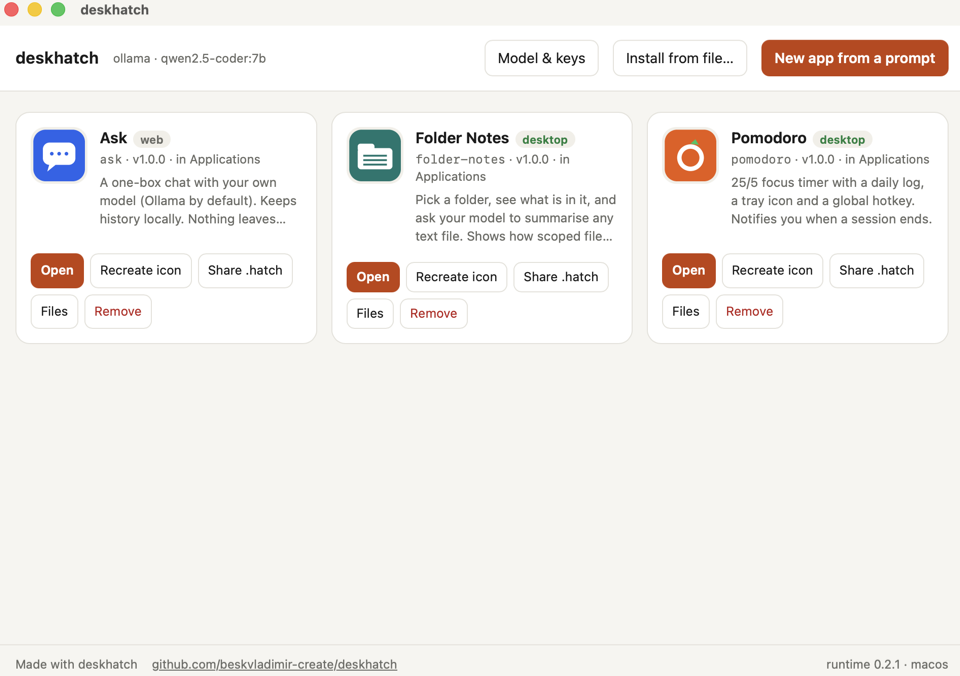 deskhatch
deskhatch ollama · qwen2.5-coder:7b Model & keys Install from file... New app from a prompt
Ask web
ask · v1.0.0 · in Applications
A one-box chat with your own
model (Ollama by default). Keeps
history locally. Nothing leaves...
Open Recreate icon Share .hatch
Files Remove
Folder Notes desktop
folder-notes · v1.0.0 · in
Applications
Pick a folder, see what is in it, and
ask your model to summarise any
text file. Shows how scoped file...
Open Recreate icon Share .hatch
Files Remove
Pomodoro desktop
pomodoro · v1.0.0 · in Applications
25/5 focus timer with a daily log,
a tray icon and a global hotkey.
Notifies you when a session ends.
Open Recreate icon Share .hatch
Files Remove
Made with deskhatch github.com/beskvladimir-create/deskhatch runtime 0.2.1 · macos